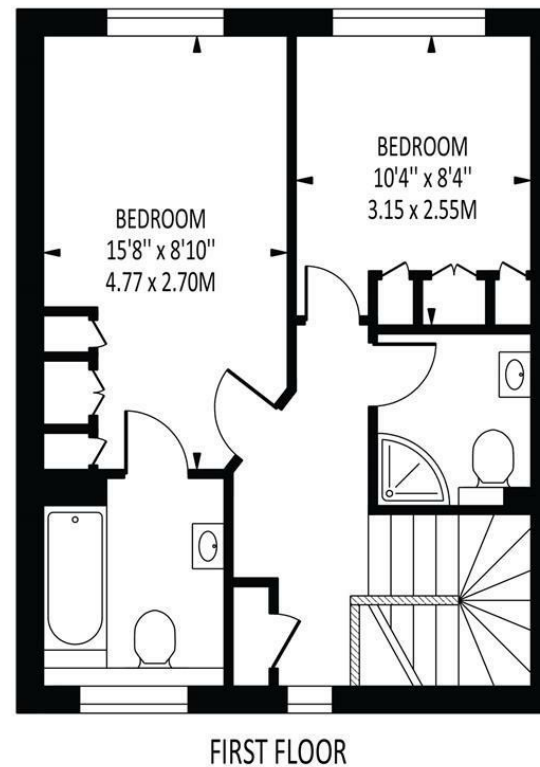 BEDROOM
15'8'' x 8'10''
4.77 x 2.70M
BEDROOM
10'4'' x 8'4''
3.15 x 2.55M
FIRST FLOOR